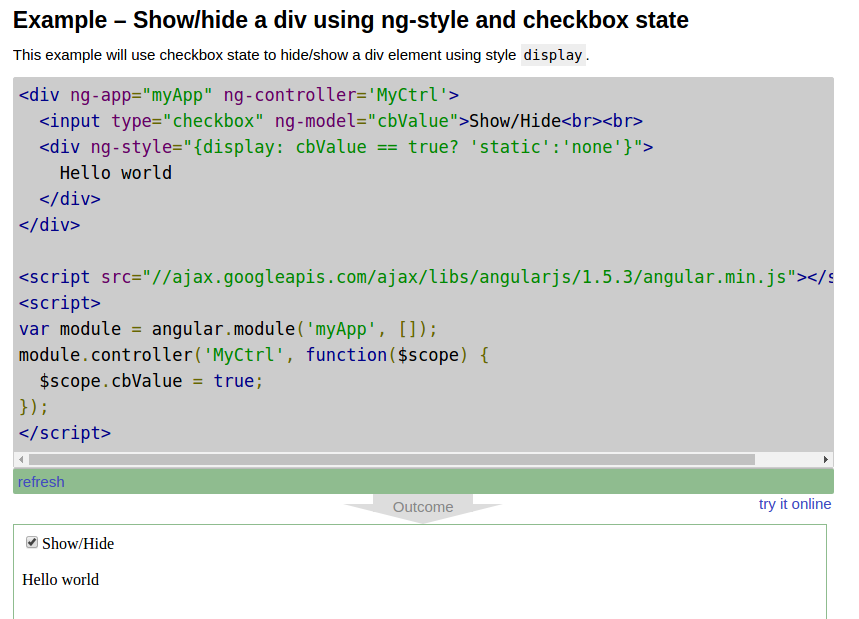 Example – Show/hide a div using ng-style and checkbox state
This example will use checkbox state to hide/show a div element using style display.
<div ng-app="myApp" ng-controller='MyCtrl'>
  <input type="checkbox" ng-model="cbValue">Show/Hide<br><br>
  <div ng-style="{display: cbValue == true? 'static':'none'}">
    Hello world
  </div>
</div>

<script src="//ajax.googleapis.com/ajax/libs/angularjs/1.5.3/angular.min.js"></s
<script>
var module = angular.module('myApp', []);
module.controller('MyCtrl', function($scope) {
  $scope.cbValue = true;
});
</script>
refresh
Outcome
try it online
Show/Hide
Hello world